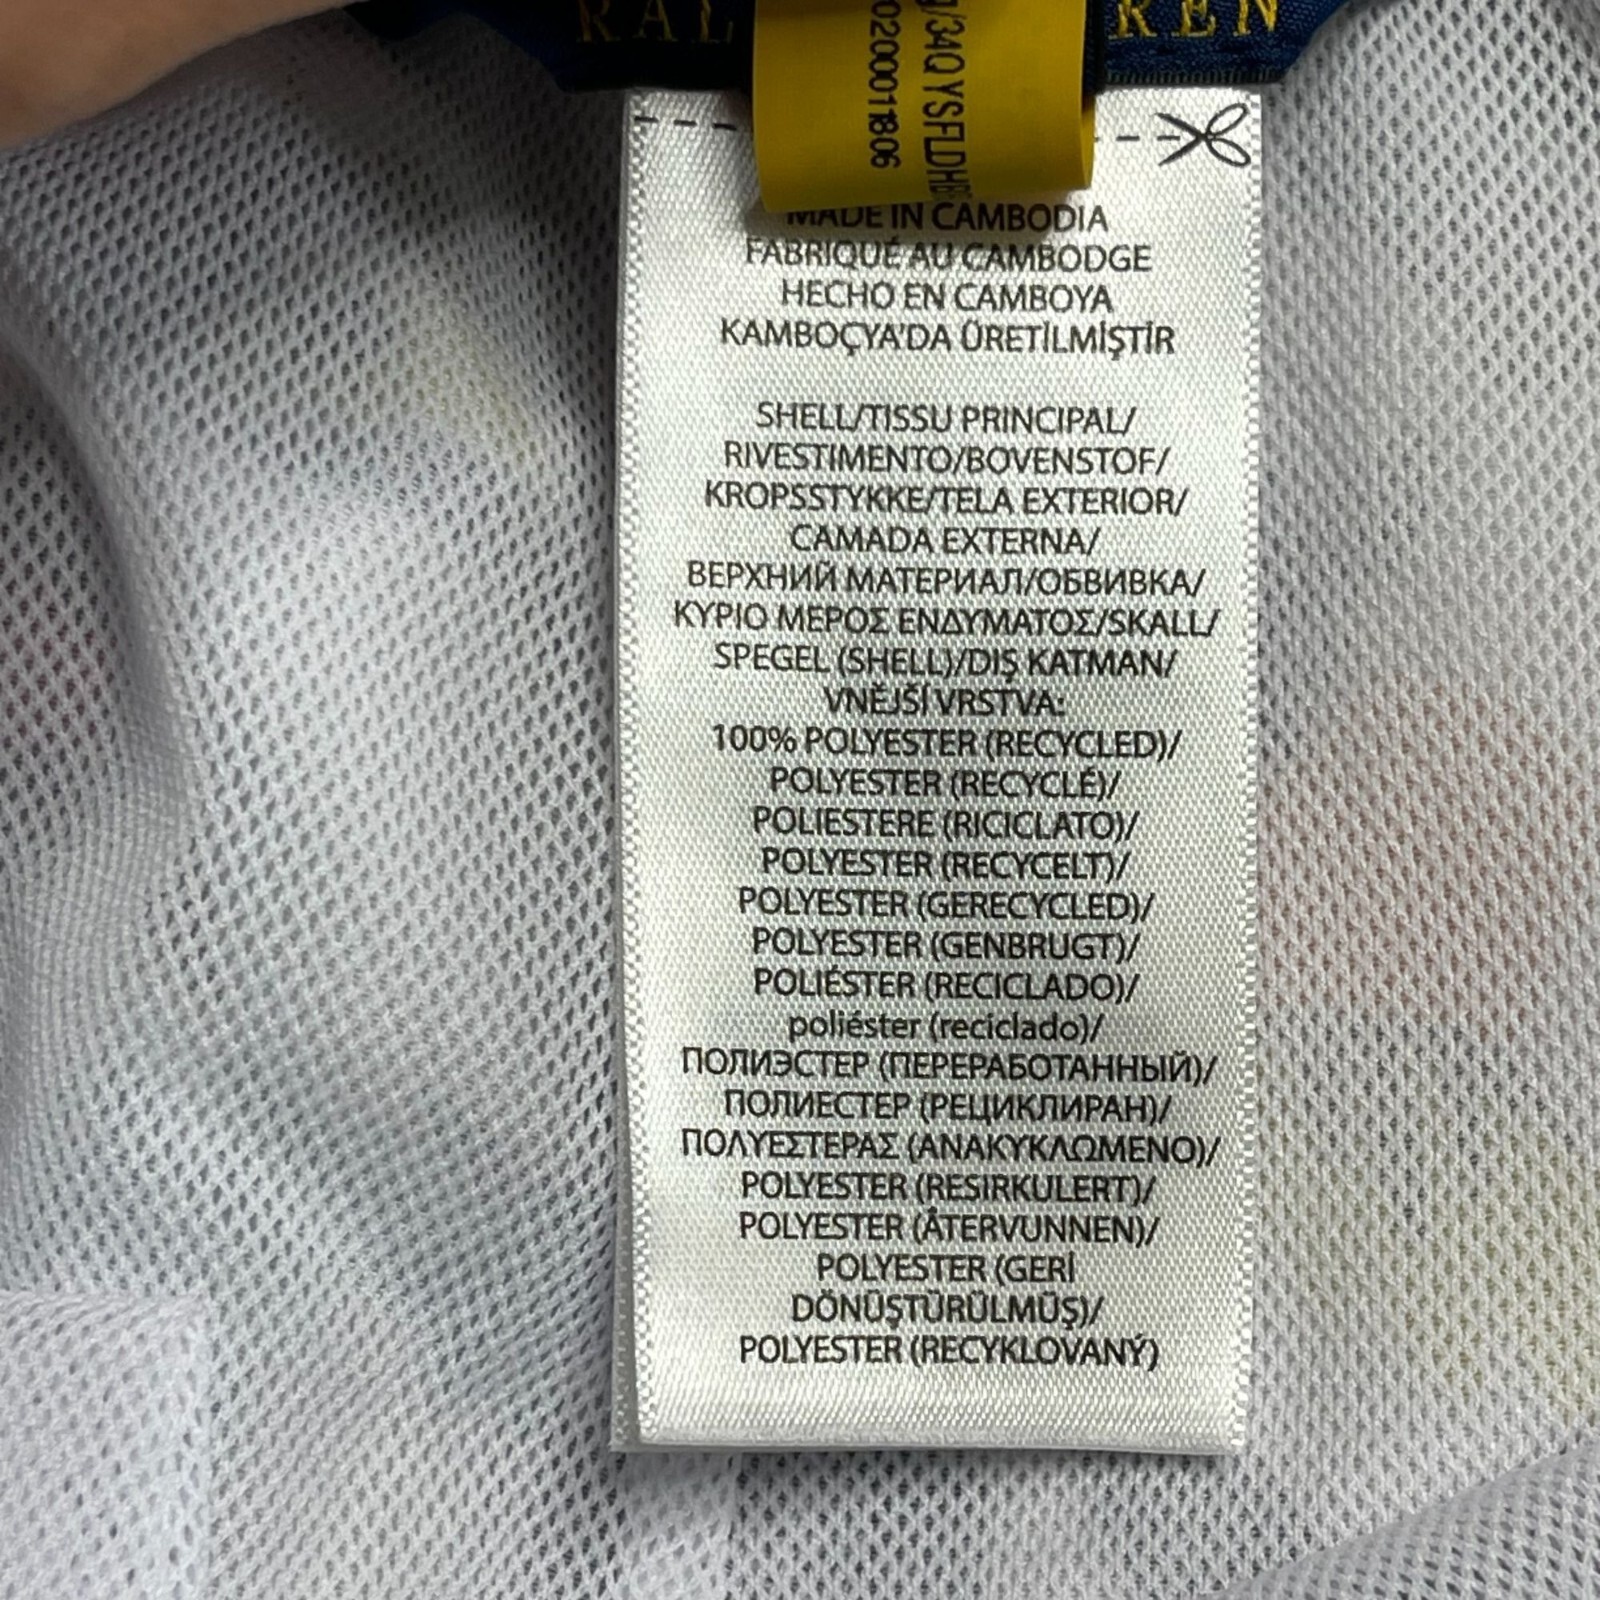 RAL
REN
g/34Q YSFLDHB
0200011806
MADE IN CAMBODIA
FABRIQUÉ AU CAMBODGE
HECHO EN CAMBOYA
KAMBOÇYA'DA ÜRETİLMİŞTİR
SHELL/TISSU PRINCIPAL/
RIVESTIMENTO/BOVENSTOF/
KROPSSTYKKE/TELA EXTERIOR/
CAMADA EXTERNA/
ВЕРХНИЙ МАТЕРИАЛ/ОБВИВКА/
ΚΥΡΙΟ ΜΕΡΟΣ ΕΝΔΥΜΑΤΟΣ/SKALL/
SPEGEL (SHELL)/DIŞ KATMAN/
VNĚJŠÍ VRSTVA:
100% POLYESTER (RECYCLED)/
POLYESTER (RECYCLÉ)/
POLIESTERE (RICICLATO)/
POLYESTER (RECYCELT)/
POLYESTER (GERECYCLED)/
POLYESTER (GENBRUGT)/
POLIÉSTER (RECICLADO)/
poliéster (reciclado)/
ПОЛИЭСТЕР (ПЕРЕРАБОТАННЫЙ)/
ПОЛИЕСТЕР (РЕЦИКЛИРАН)/
ΠΟΛΥΕΣΤΕΡΑΣ (ΑΝΑΚΥΚΛΩΜΕΝΟ)/
POLYESTER (RESIRKULERT)/
POLYESTER (ÅTERVUNNEN)/
POLYESTER (GERİ
DÖNÜŞTÜRÜLMÜŞ)/
POLYESTER (RECYKLOVANÝ)